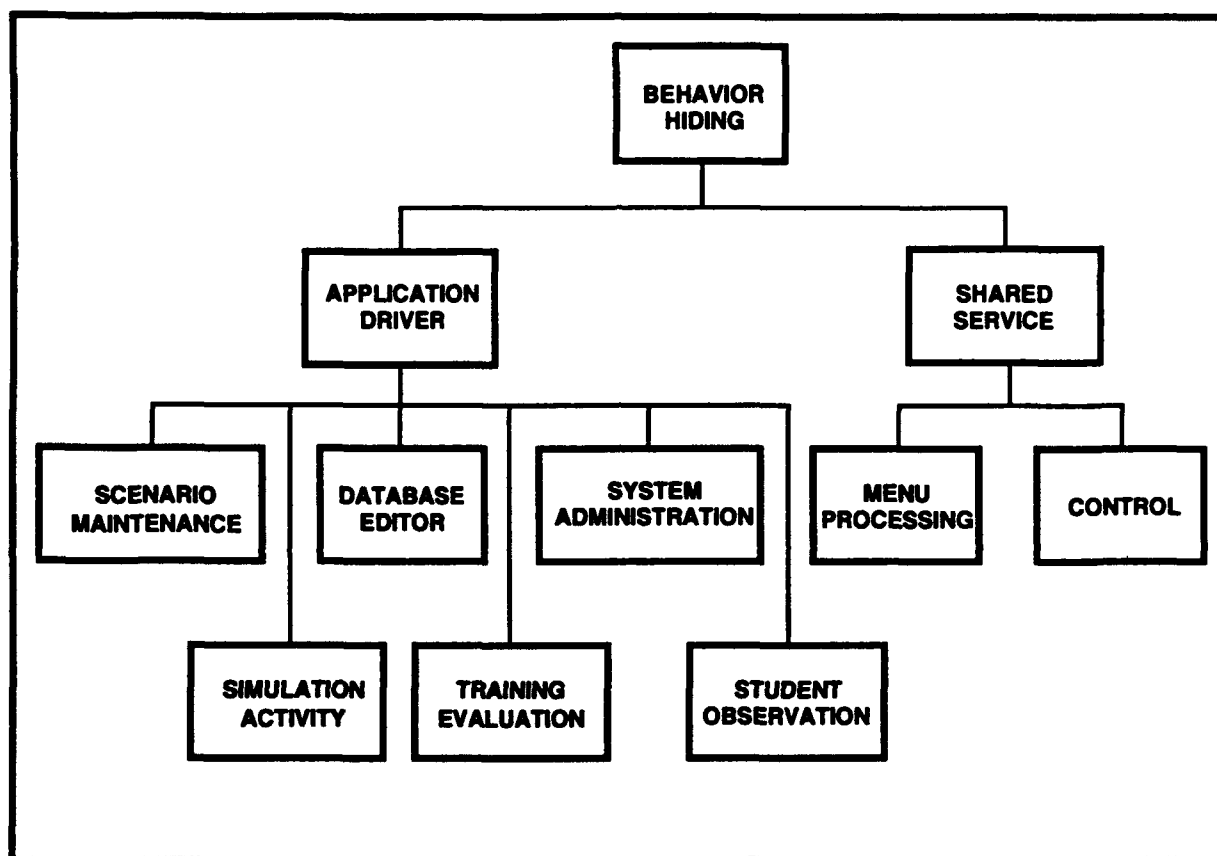 BEHAVIOR
HIDING
APPLICATION
DRIVER
SHARED
SERVICE
SCENARIO
MAINTENANCE
DATABASE
EDITOR
SYSTEM
ADMINISTRATION
MENU
PROCESSING
CONTROL
SIMULATION
ACTIVITY
TRAINING
EVALUATION
STUDENT
OBSERVATION